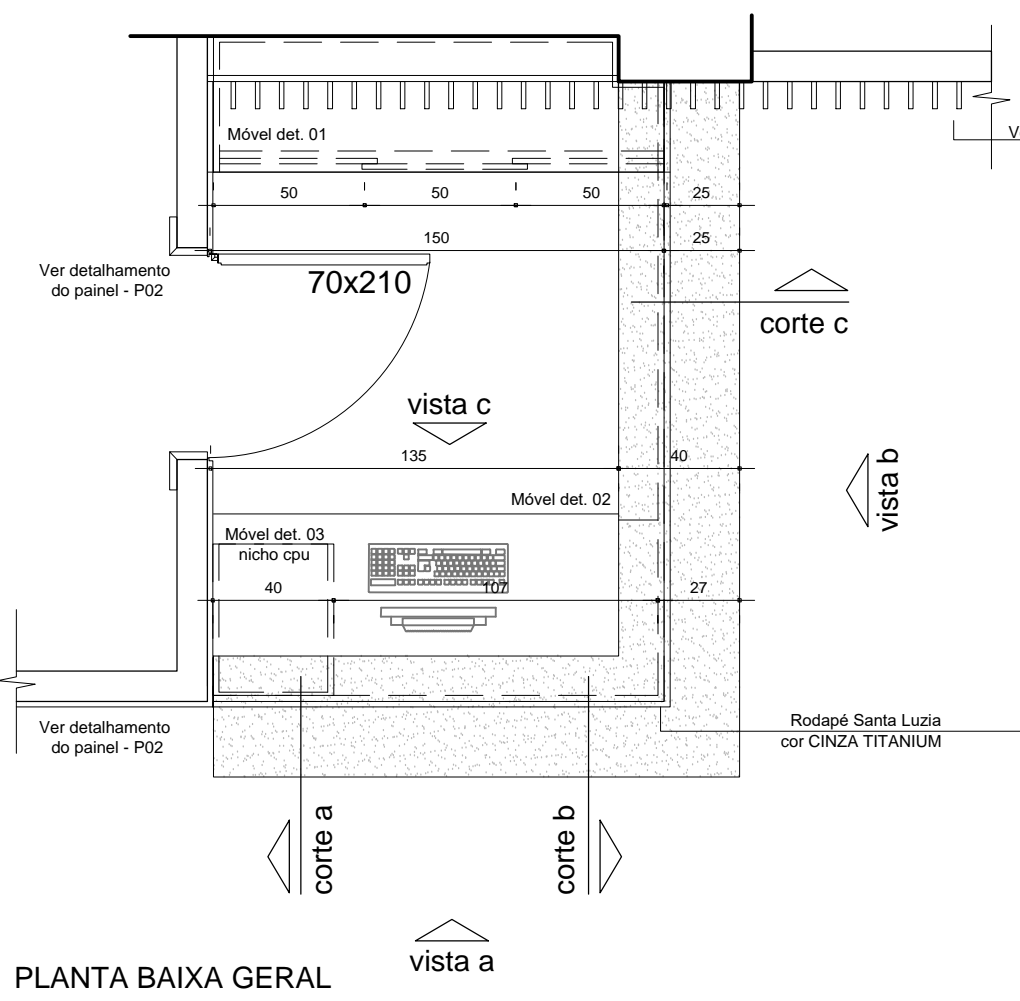 Móvel det. 01
V
50
50
50
25
150
25
Ver detalhamento
do painel - P02
70x210
corte c
vista c
135
40
vista b
Móvel det. 02
Móvel det. 03
nicho cpu
40
107
27
Ver detalhamento
do painel - P02
Rodapé Santa Luzia
cor CINZA TITANIUM
corte a
corte b
vista a
PLANTA BAIXA GERAL